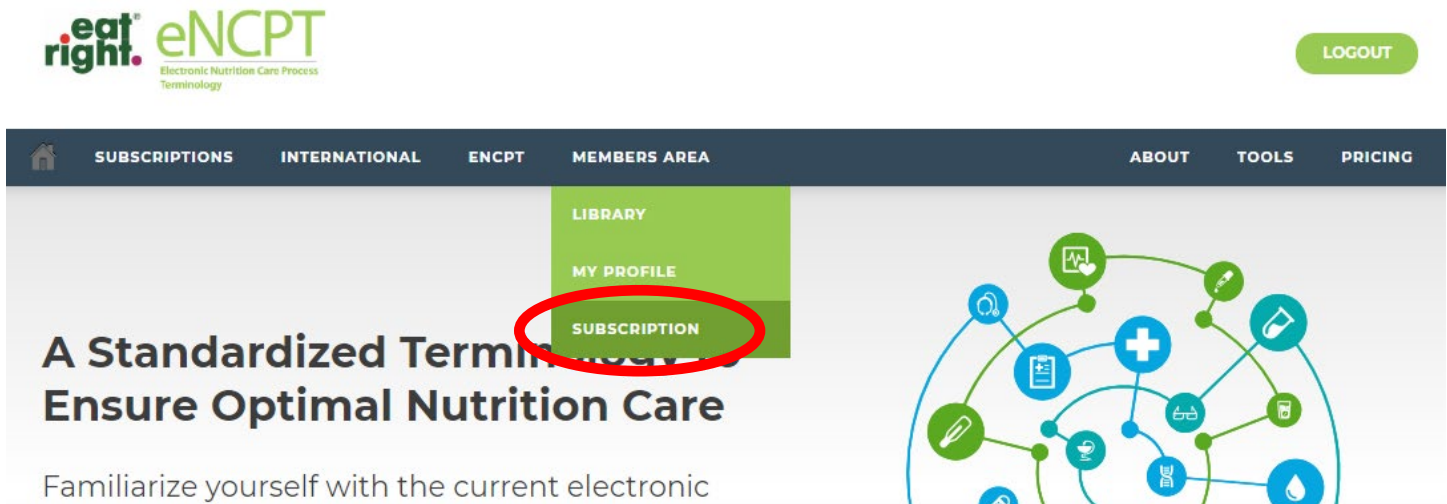 eat right.
eNCPT
Electronic Nutrition Care Process
Terminology
LOGOUT
SUBSCRIPTIONS INTERNATIONAL ENCPT MEMBERS AREA ABOUT TOOLS PRICING
LIBRARY
MY PROFILE
SUBSCRIPTION
A Standardized
Ensure Optimal Nutrition Care
Familiarize yourself with the current electronic